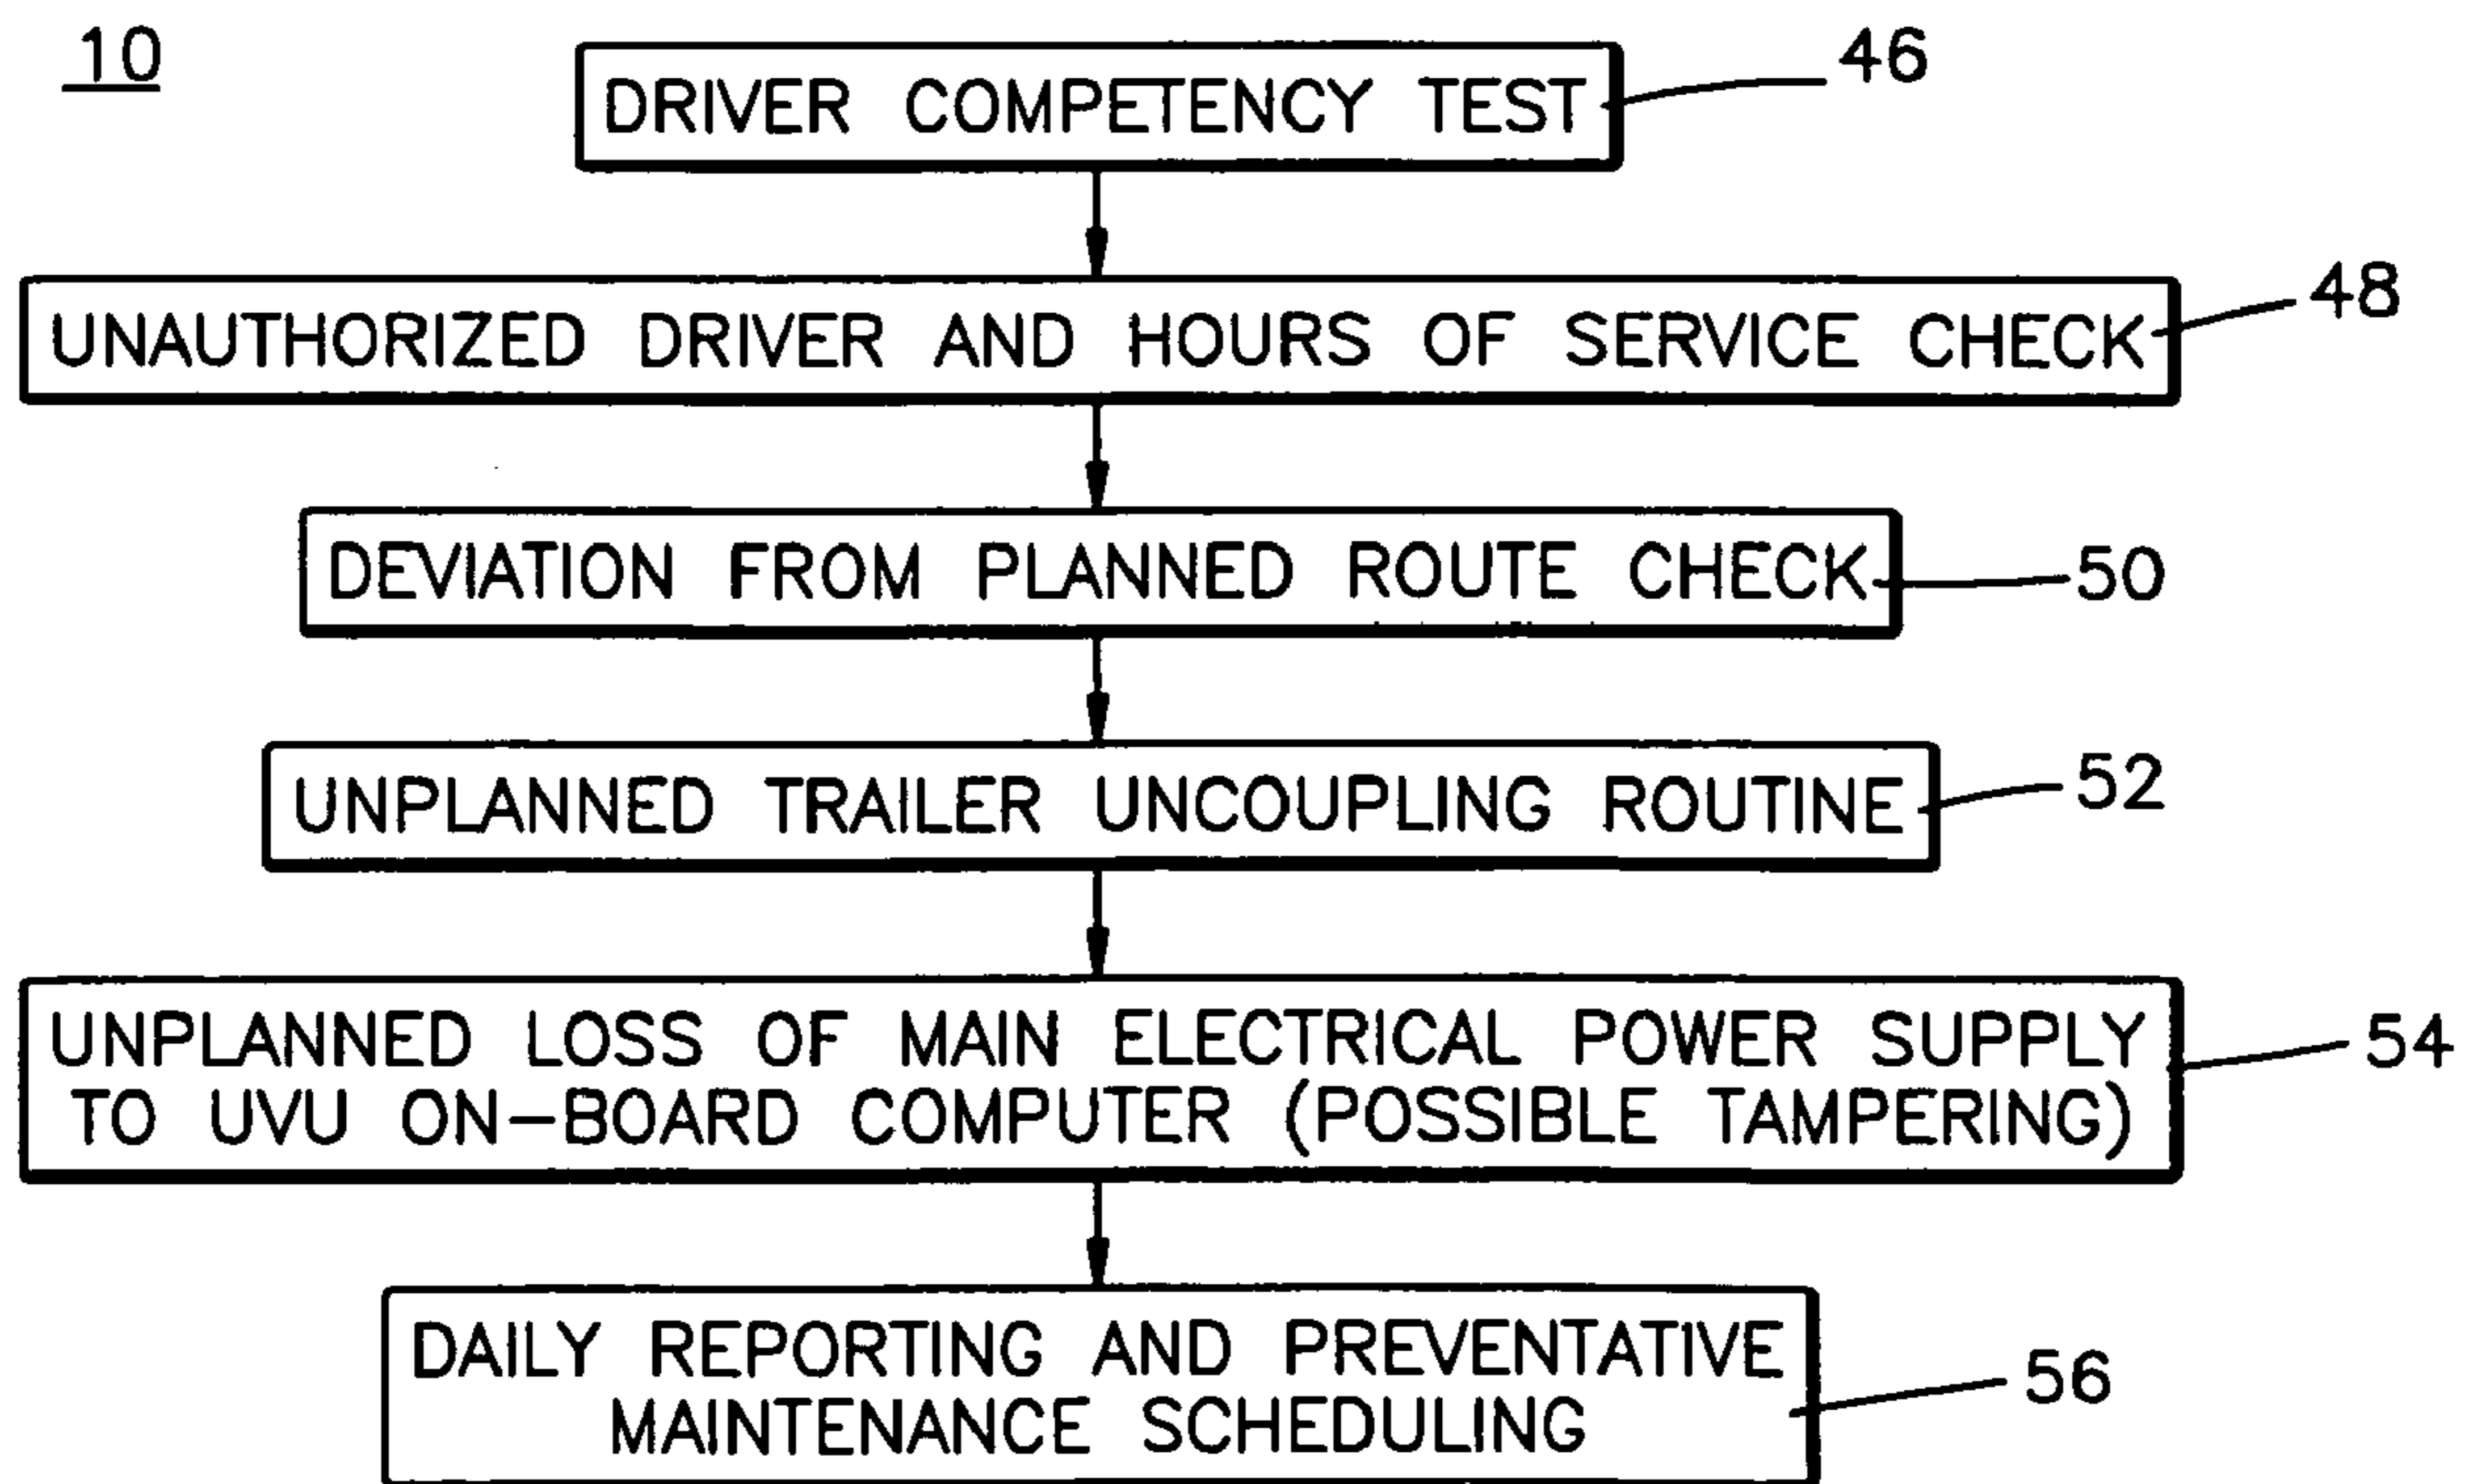 10
DRIVER COMPETENCY TEST
46
UNAUTHORIZED DRIVER AND HOURS OF SERVICE CHECK
48
DEVIATION FROM PLANNED ROUTE CHECK
50
UNPLANNED TRAILER UNCOUPLING ROUTINE
52
UNPLANNED LOSS OF MAIN ELECTRICAL POWER SUPPLY
TO UVU ON-BOARD COMPUTER (POSSIBLE TAMPERING)
54
DAILY REPORTING AND PREVENTATIVE
MAINTENANCE SCHEDULING
56